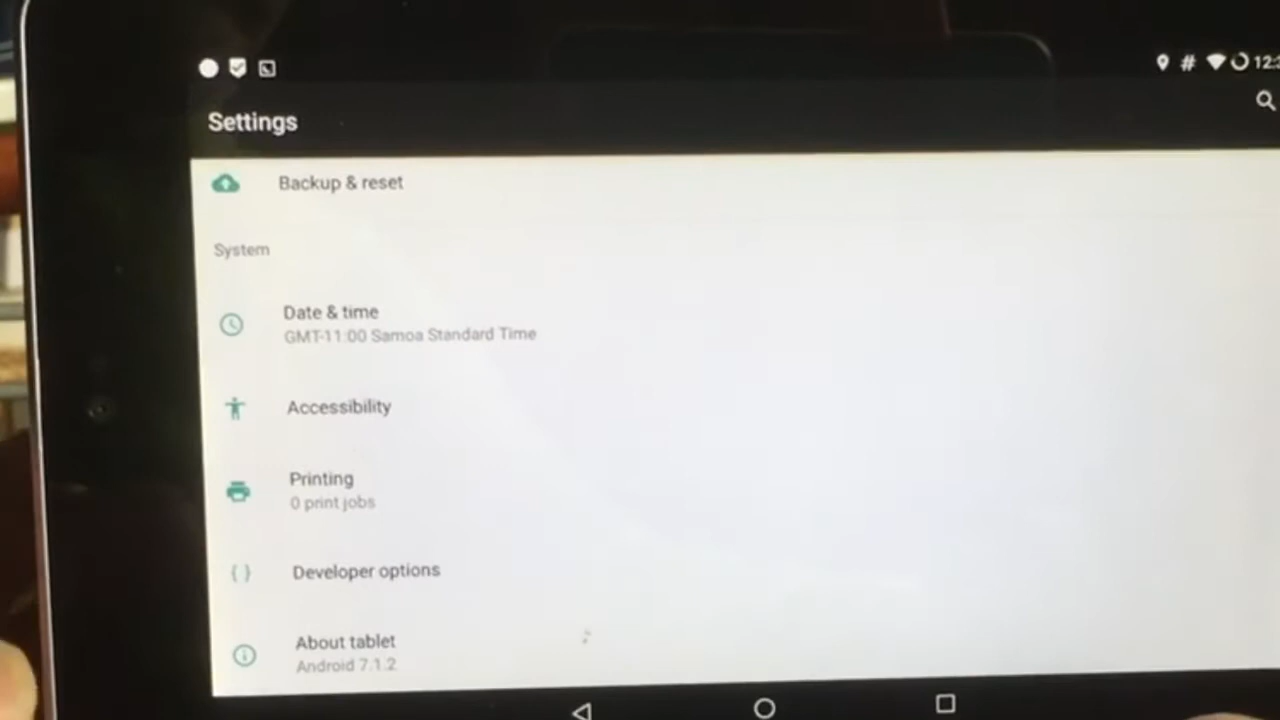 # 12:
Settings
Backup & reset
System
Date & time
GMT-11:00 Samoa Standard Time
Accessibility
Printing
0 print jobs
{ } Developer options
About tablet
Android 7.1.2